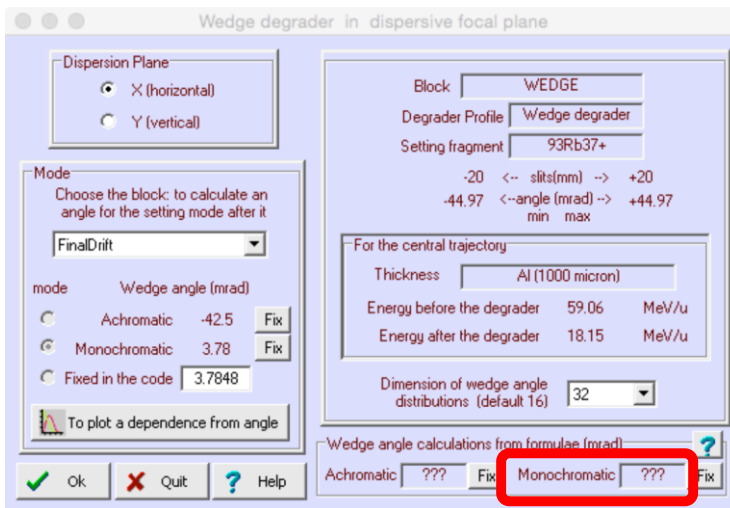 Wedge degrader in dispersive focal plane
Dispersion Plane
X (horizontal)
Y (vertical)
Mode
Choose the block: to calculate an
angle for the setting mode after it
FinalDrift
mode Wedge angle (mrad)
Achromatic -42.5 Fix
Monochromatic 3.78 Fix
Fixed in the code 3.7848
To plot a dependence from angle
Ok Quit ? Help
Block WEDGE
Degrader Profile Wedge degrader
Setting fragment 93Rb37+
-20 <-- slits(mm) --> +20
-44.97 <--angle (mrad) --> +44.97
min max
For the central trajectory
Thickness Al (1000 micron)
Energy before the degrader 59.06 MeV/u
Energy after the degrader 18.15 MeV/u
Dimension of wedge angle
distributions (default 16) 32
Wedge angle calculations from formulae (mrad) ?
Achromatic ??? Fix Monochromatic ??? Fix